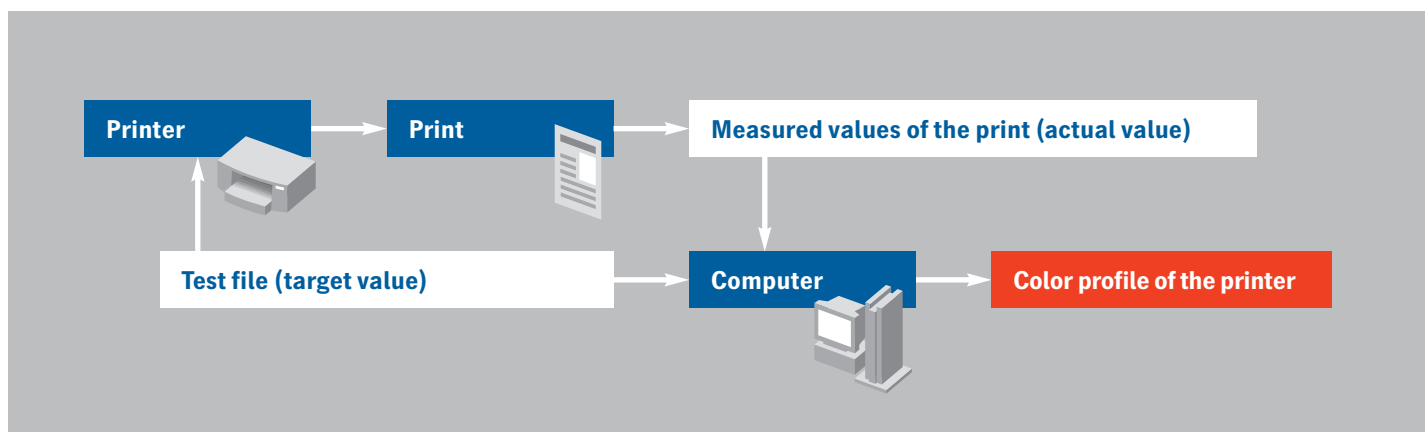 Printer
Print
Measured values of the print (actual value)
Test file (target value)
Computer
Color profile of the printer